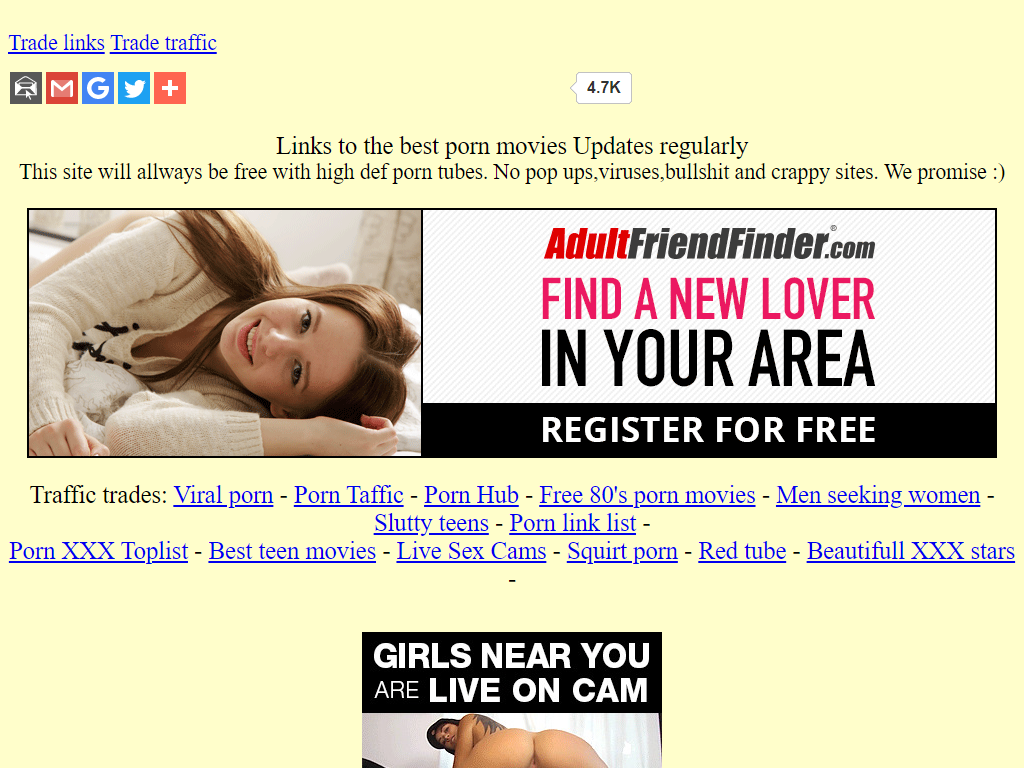 Trade links Trade traffic
4.7K
Links to the best porn movies Updates regularly
This site will allways be free with high def porn tubes. No pop ups,viruses,bullshit and crappy sites. We promise :)
AdultFriendFinder®.com
FIND A NEW LOVER
IN YOUR AREA
REGISTER FOR FREE
Traffic trades: Viral porn - Porn Taffic - Porn Hub - Free 80's porn movies - Men seeking women -
Slutty teens - Porn link list -
Porn XXX Toplist - Best teen movies - Live Sex Cams - Squirt porn - Red tube - Beautifull XXX stars
-
GIRLS NEAR YOU
ARE LIVE ON CAM